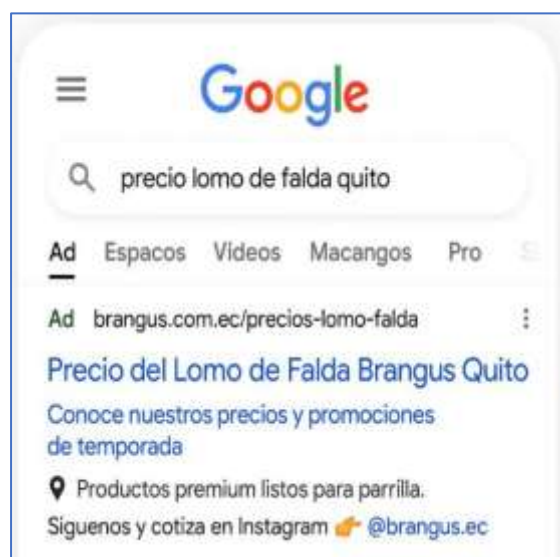 Google
precio lomo de falda quito
Ad Espacos Videos Macangos Pro
Ad brangus.com.ec/precios-lomo-falda
Precio del Lomo de Falda Brangus Quito
Conoce nuestros precios y promociones
de temporada
Productos premium listos para parrilla.
Siguenos y cotiza en Instagram 👉 @brangus.ec